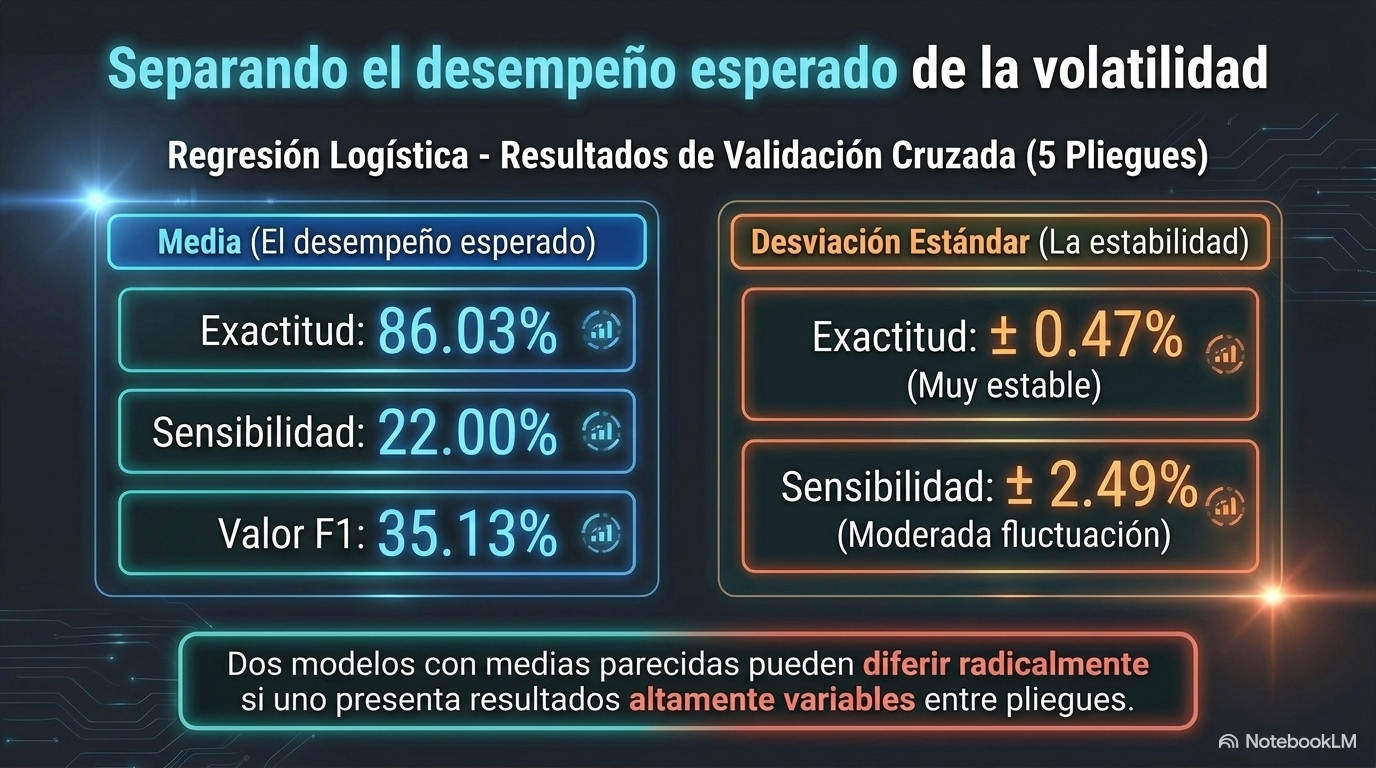 Separando el desempeño esperado de la volatilidad
Regresión Logística - Resultados de Validación Cruzada (5 Pliegues)
Media (El desempeño esperado)
Exactitud: 86.03%
Sensibilidad: 22.00%
Valor F1: 35.13%
Desviación Estándar (La estabilidad)
Exactitud: ± 0.47%
(Muy estable)
Sensibilidad: ± 2.49%
(Moderada fluctuación)
Dos modelos con medias parecidas pueden diferir radicalmente
si uno presenta resultados altamente variables entre pliegues.
NotebookLM